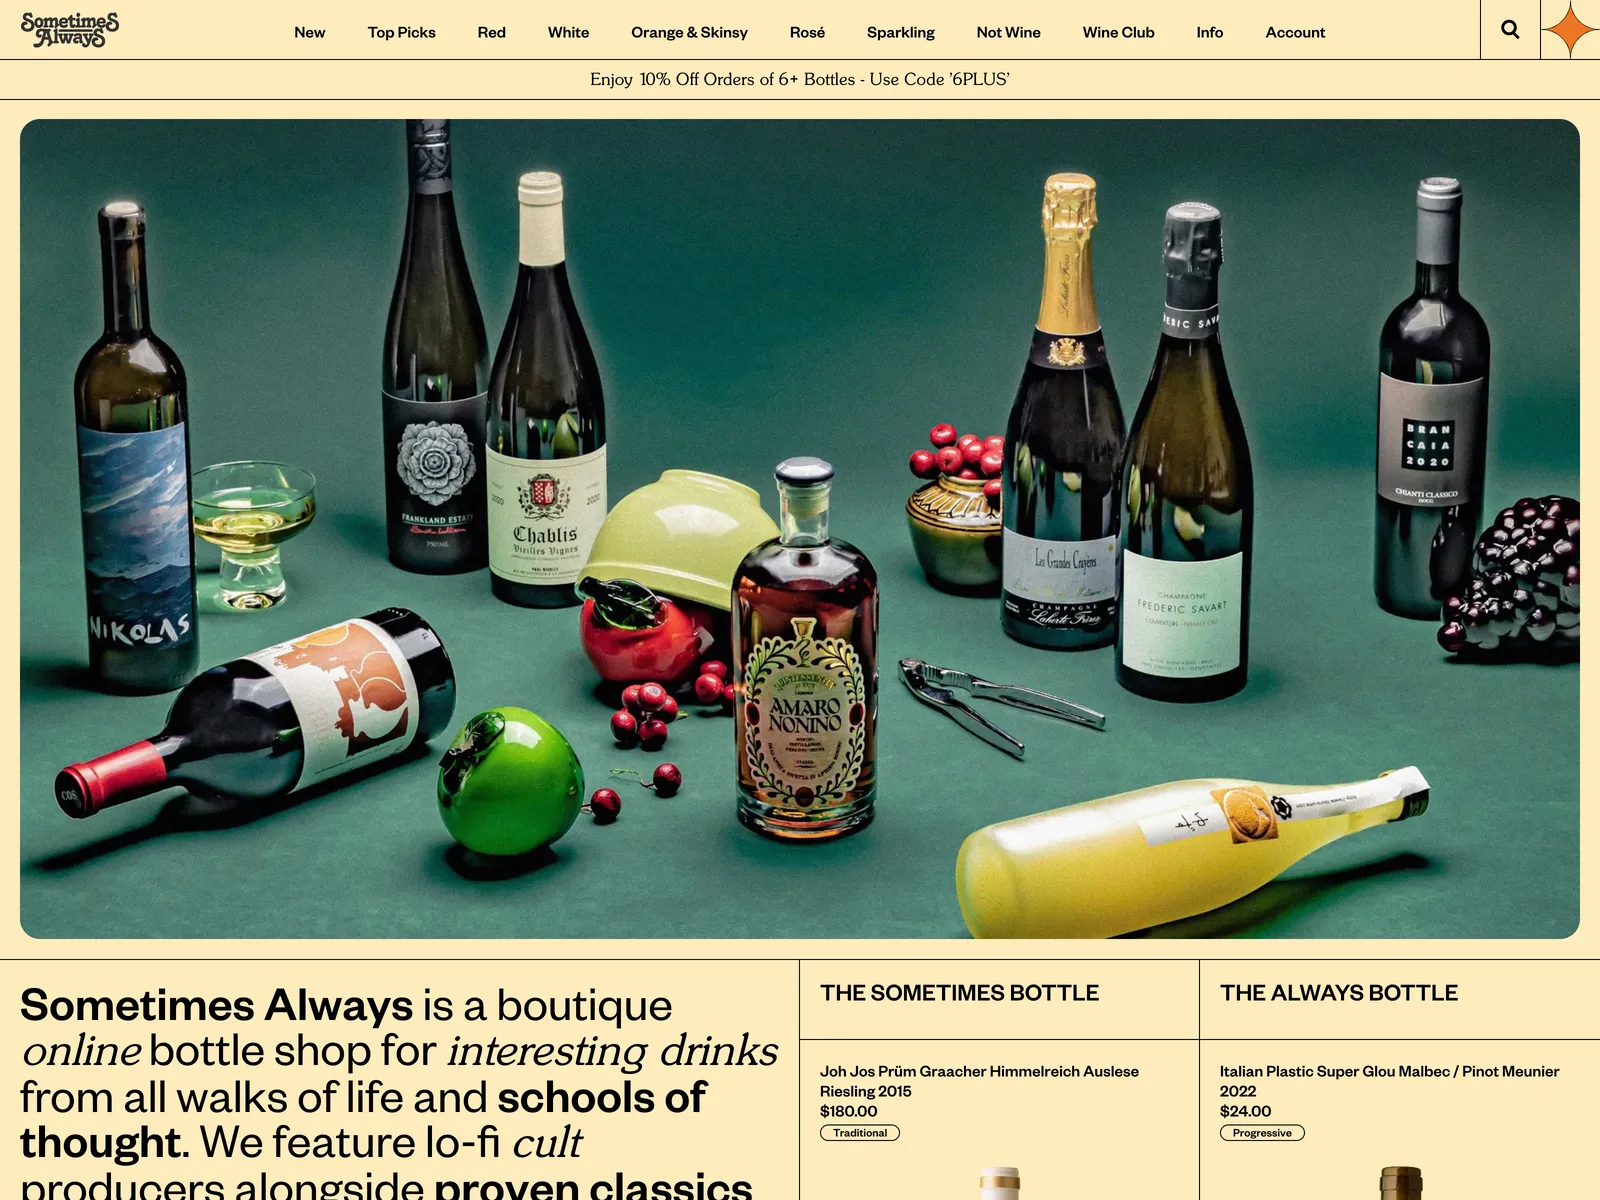 SometimeS
AlwayS
New
Top Picks
Red
White
Orange & Skinsy
Rosé
Sparkling
Not Wine
Wine Club
Info
Account
Enjoy 10% Off Orders of 6+ Bottles - Use Code ’6PLUS’
NIKOLAS
FRANKLAND ESTATE
750 ML
2020
2020
Chablis
Vieilles Vignes
COS
AMARO
NONINO
Les Grandes Crayères
CHAMPAGNE
Laherte Frères
CHAMPAGNE
FREDERIC SAVART
BRAN
CAIA
2020
CHIANTI CLASSICO
DOCG
Sometimes Always is a boutique
online bottle shop for interesting drinks
from all walks of life and schools of
thought. We feature lo-fi cult
producers alongside proven classics
THE SOMETIMES BOTTLE
Joh Jos Prüm Graacher Himmelreich Auslese
Riesling 2015
$180.00
Traditional
THE ALWAYS BOTTLE
Italian Plastic Super Glou Malbec / Pinot Meunier
2022
$24.00
Progressive